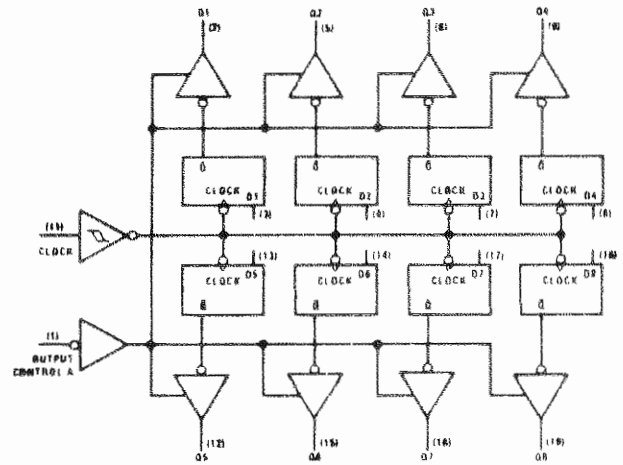 Q1 Q2 Q3 Q4
(2) (5) (6) (9)
Q̄ Q̄ Q̄ Q̄
CLOCK D1 CLOCK D2 CLOCK D3 CLOCK D4
(3) (4) (7) (8)
(11)
CLOCK
(13) (14) (17) (18)
D5 D6 D7 D8
CLOCK CLOCK CLOCK CLOCK
Q̄ Q̄ Q̄ Q̄
(1)
OUTPUT
CONTROL A
(12) (15) (16) (19)
Q5 Q6 Q7 Q8